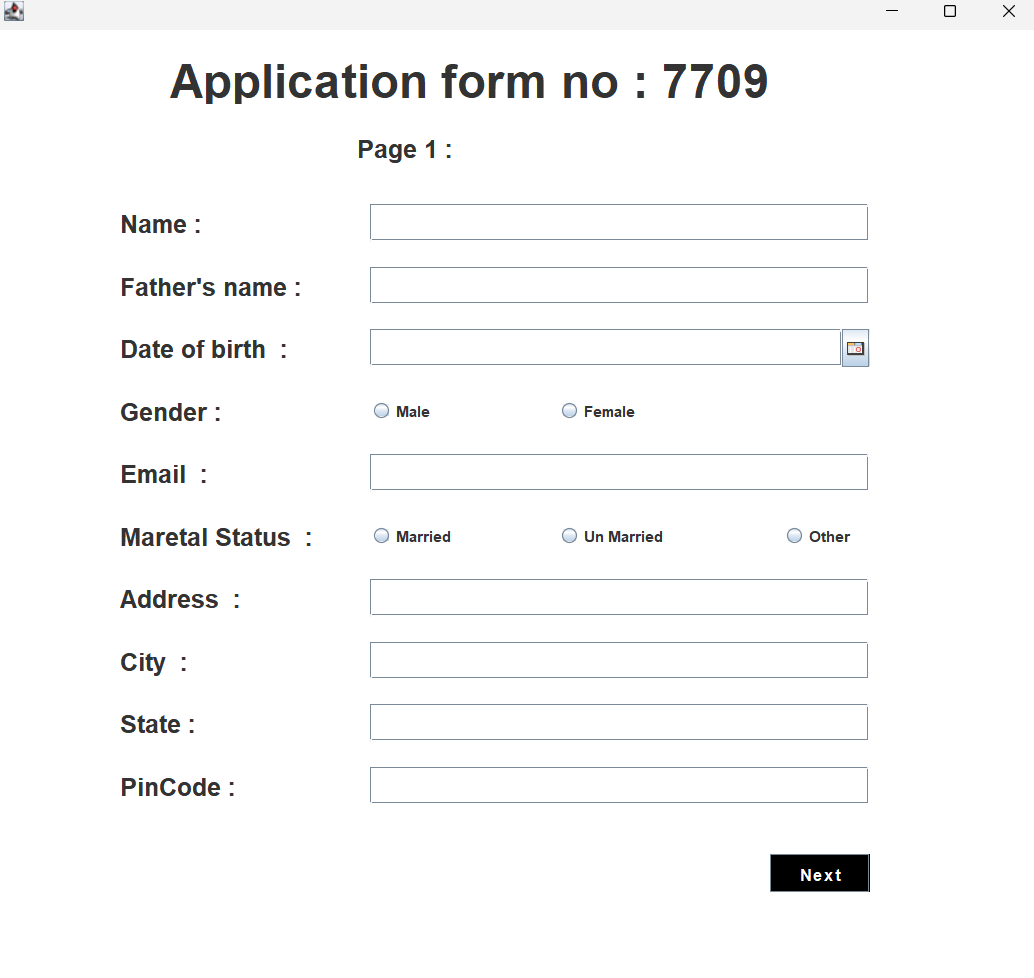 Application form no : 7709
Page 1 :
Name :
Father's name :
Date of birth :
Gender : Male Female
Email :
Maretal Status : Married Un Married Other
Address :
City :
State :
PinCode :
Next